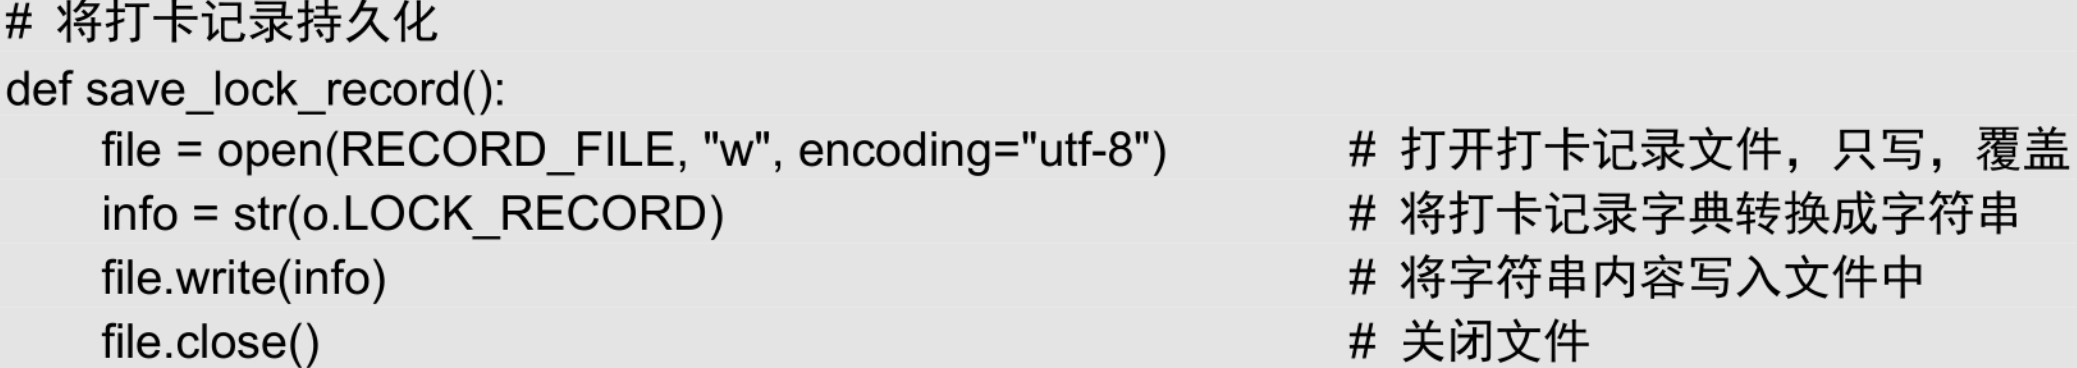 # 将打卡记录持久化
def save_lock_record():
    file = open(RECORD_FILE, "w", encoding="utf-8")    # 打开打卡记录文件，只写，覆盖
    info = str(o.LOCK_RECORD)    # 将打卡记录字典转换成字符串
    file.write(info)    # 将字符串内容写入文件中
    file.close()    # 关闭文件